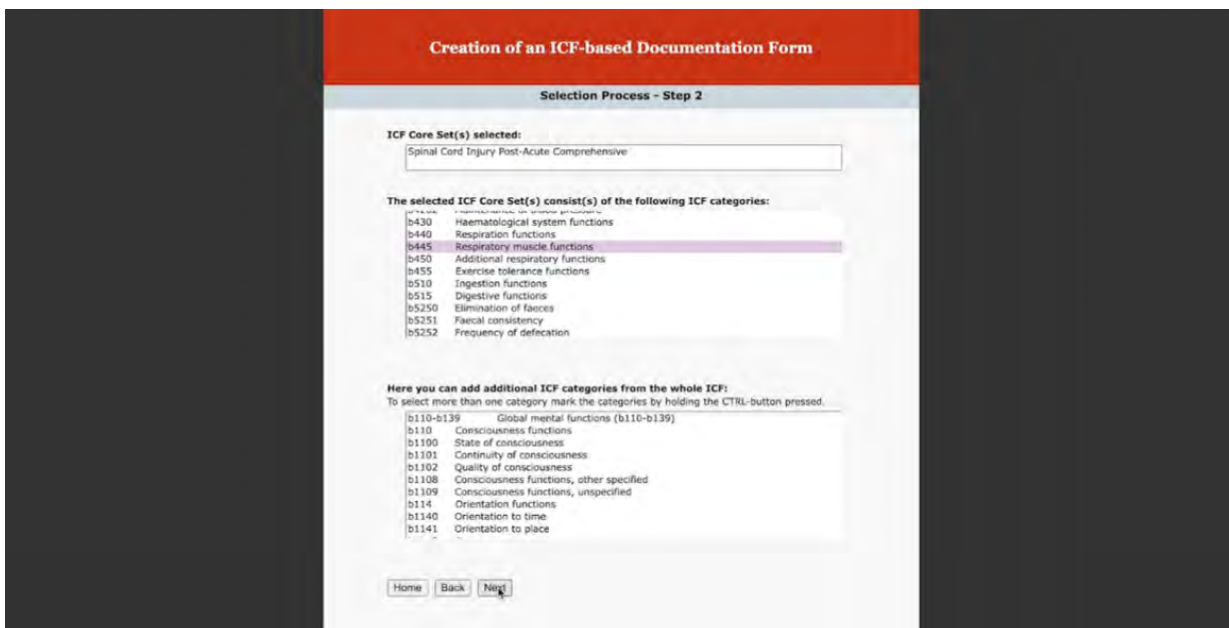 Creation of an ICF-based Documentation Form
Selection Process - Step 2
ICF Core Set(s) selected:
Spinal Cord Injury Post-Acute Comprehensive
The selected ICF Core Set(s) consist(s) of the following ICF categories:
b430 Haematological system functions
b440 Respiration functions
b445 Respiratory muscle functions
b450 Additional respiratory functions
b455 Exercise tolerance functions
b510 Ingestion functions
b515 Digestive functions
b5250 Elimination of faeces
b5251 Faecal consistency
b5252 Frequency of defecation
Here you can add additional ICF categories from the whole ICF:
To select more than one category mark the categories by holding the CTRL-button pressed.
b110-b139 Global mental functions (b110-b139)
b110 Consciousness functions
b1100 State of consciousness
b1101 Continuity of consciousness
b1102 Quality of consciousness
b1108 Consciousness functions, other specified
b1109 Consciousness functions, unspecified
b114 Orientation functions
b1140 Orientation to time
b1141 Orientation to place
Home Back Next